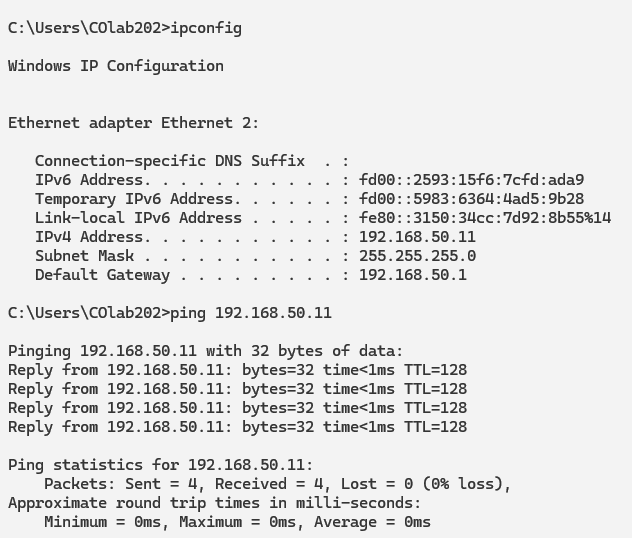 C:\Users\COlab202>ipconfig
Windows IP Configuration
Ethernet adapter Ethernet 2:
   Connection-specific DNS Suffix  . :
   IPv6 Address. . . . . . . . . . . : fd00::2593:15f6:7cfd:ada9
   Temporary IPv6 Address. . . . . . : fd00::5983:6364:4ad5:9b28
   Link-local IPv6 Address . . . . . : fe80::3150:34cc:7d92:8b55%14
   IPv4 Address. . . . . . . . . . . : 192.168.50.11
   Subnet Mask . . . . . . . . . . . : 255.255.255.0
   Default Gateway . . . . . . . . . : 192.168.50.1
C:\Users\COlab202>ping 192.168.50.11
Pinging 192.168.50.11 with 32 bytes of data:
Reply from 192.168.50.11: bytes=32 time<1ms TTL=128
Reply from 192.168.50.11: bytes=32 time<1ms TTL=128
Reply from 192.168.50.11: bytes=32 time<1ms TTL=128
Reply from 192.168.50.11: bytes=32 time<1ms TTL=128
Ping statistics for 192.168.50.11:
    Packets: Sent = 4, Received = 4, Lost = 0 (0% loss),
Approximate round trip times in milli-seconds:
    Minimum = 0ms, Maximum = 0ms, Average = 0ms